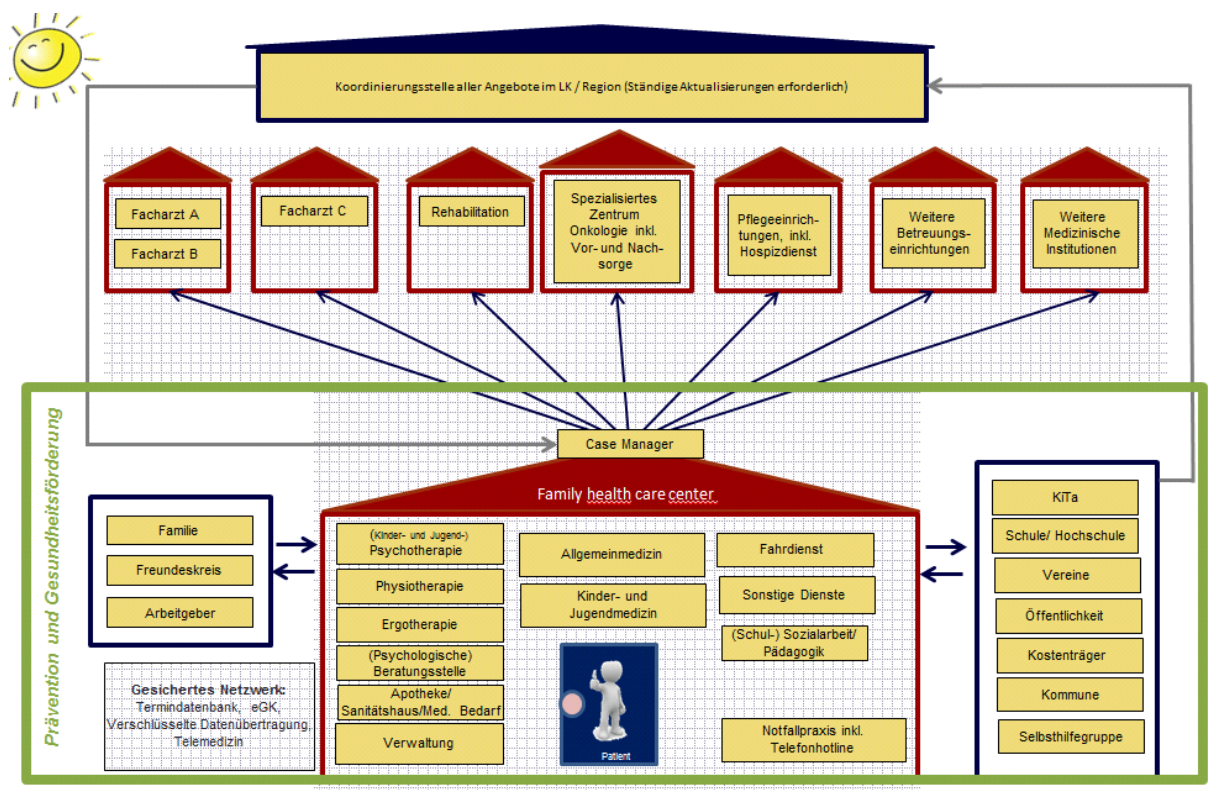 Koordinierungsstelle aller Angebote im LK / Region (Ständige Aktualisierungen erforderlich)
Facharzt A
Facharzt B
Facharzt C
Rehabilitation
Spezialisiertes
Zentrum
Onkologie inkl.
Vor- und Nach-
sorge
Pflegeeinrich-
tungen, inkl.
Hospizdienst
Weitere
Betreuungs-
einrichtungen
Weitere
Medizinische
Institutionen
Prävention und Gesundheitsförderung
Case Manager
Family health care center
Familie
Freundeskreis
Arbeitgeber
Gesichertes Netzwerk:
Termindatenbank, eGK,
Verschlüsselte Datenübertragung,
Telemedizin
(Kinder- und Jugend-)
Psychotherapie
Physiotherapie
Ergotherapie
(Psychologische)
Beratungsstelle
Apotheke/
Sanitätshaus/Med. Bedarf
Verwaltung
Allgemeinmedizin
Kinder- und
Jugendmedizin
Patient
Fahrdienst
Sonstige Dienste
(Schul-) Sozialarbeit/
Pädagogik
Notfallpraxis inkl.
Telefonhotline
KiTa
Schule/ Hochschule
Vereine
Öffentlichkeit
Kostenträger
Kommune
Selbsthilfegruppe